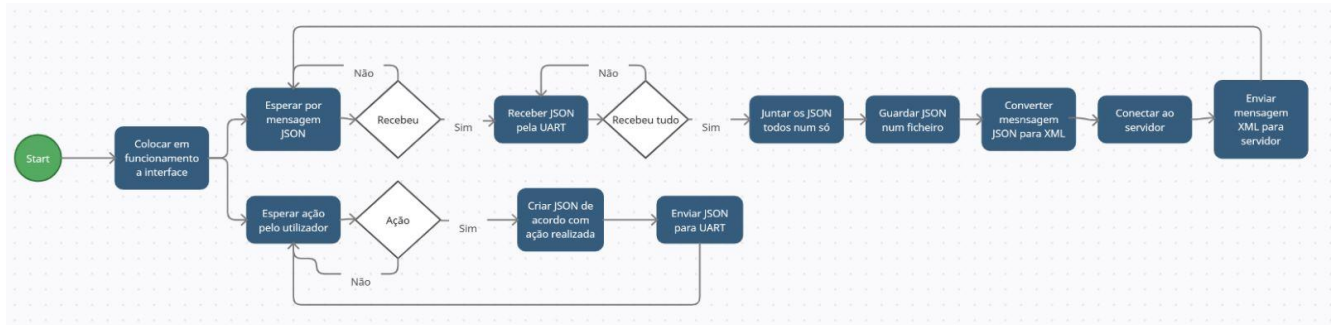 Start
Colocar em
funcionamento
a interface
Esperar por
mensagem
JSON
Não
Recebeu
Sim
Receber JSON
pela UART
Não
Recebeu tudo
Sim
Juntar os JSON
todos num só
Guardar JSON
num ficheiro
Converter
mesnsagem
JSON para XML
Conectar ao
servidor
Enviar
mensagem
XML para
servidor
Esperar ação
pelo utilizador
Ação
Não
Sim
Criar JSON de
acordo com
ação realizada
Enviar JSON
para UART